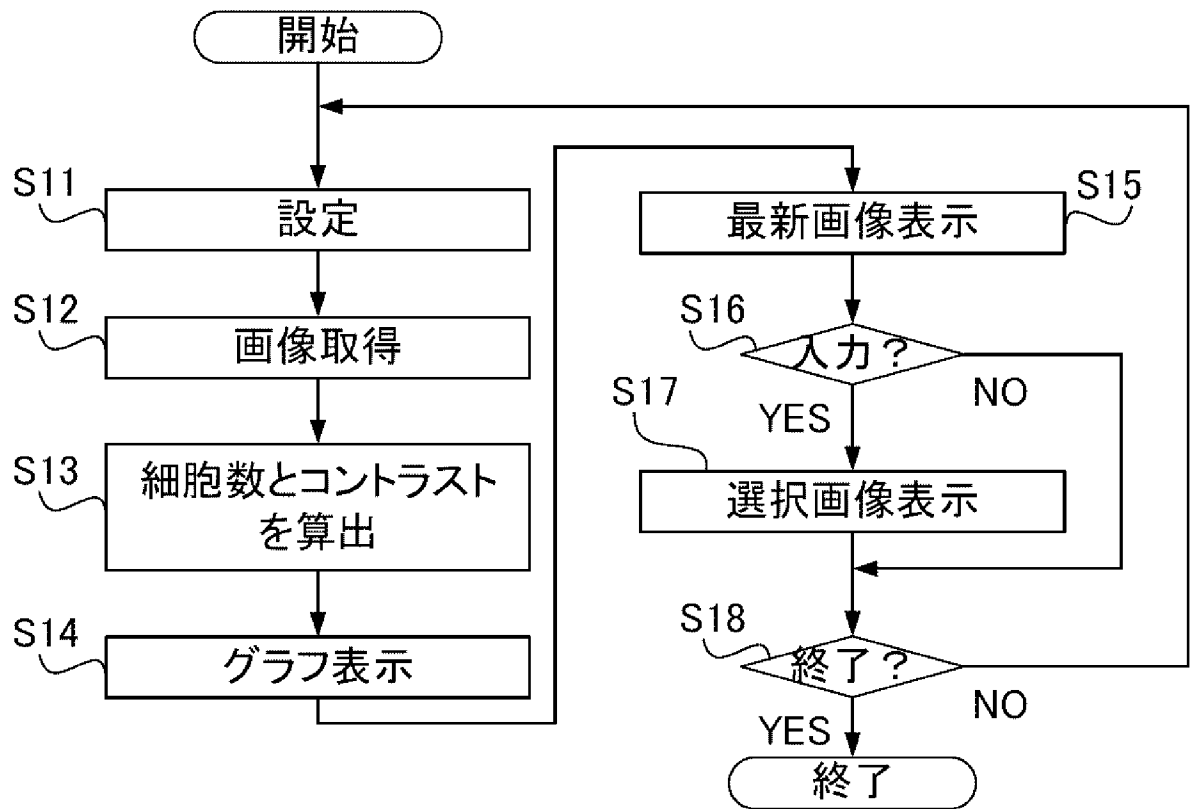 開始
S11
設定
S12
画像取得
S13
細胞数とコントラスト
を算出
S14
グラフ表示
S15
最新画像表示
S16
入力?
NO
YES
S17
選択画像表示
S18
終了?
NO
YES
終了